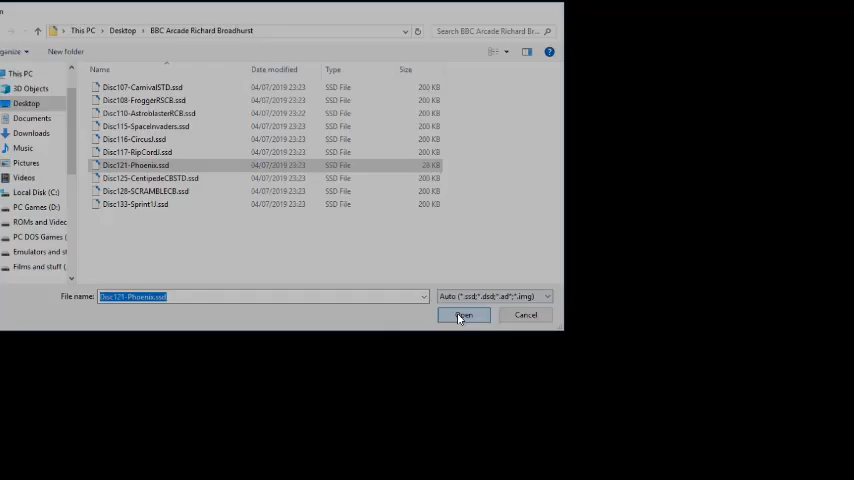 This PC > Desktop > BBC Arcade Richard Broadhurst
Search BBC Arcade Richard Br...
New folder
Name Date modified Type Size
This PC
3D Objects
Desktop
Documents
Downloads
Music
Pictures
Videos
Local Disk (C:)
PC Games (D:)
ROMs and Video
PC DOS Games (
Emulators and st
Films and stuff (
Disc107-CarnivalSTD.ssd 04/07/2019 23:23 SSD File 200 KB
Disc108-FroggerRSCB.ssd 04/07/2019 23:23 SSD File 200 KB
Disc110-AstroblasterRCB.ssd 04/07/2019 23:22 SSD File 200 KB
Disc115-SpaceInvaders.ssd 04/07/2019 23:23 SSD File 200 KB
Disc116-CircusJ.ssd 04/07/2019 23:23 SSD File 200 KB
Disc117-RipCordJ.ssd 04/07/2019 23:23 SSD File 200 KB
Disc121-Phoenix.ssd 04/07/2019 23:23 SSD File KB
Disc125-CentipedeCBSTD.ssd 04/07/2019 23:23 SSD File 200 KB
Disc128-SCRAMBLECB.ssd 04/07/2019 23:23 SSD File 200 KB
Disc133-Sprint1J.ssd 04/07/2019 23:23 SSD File 200 KB
File name: Disc121-Phoenix.ssd Auto (*.ssd;*.dsd;*.ad*;*.img)
Open Cancel